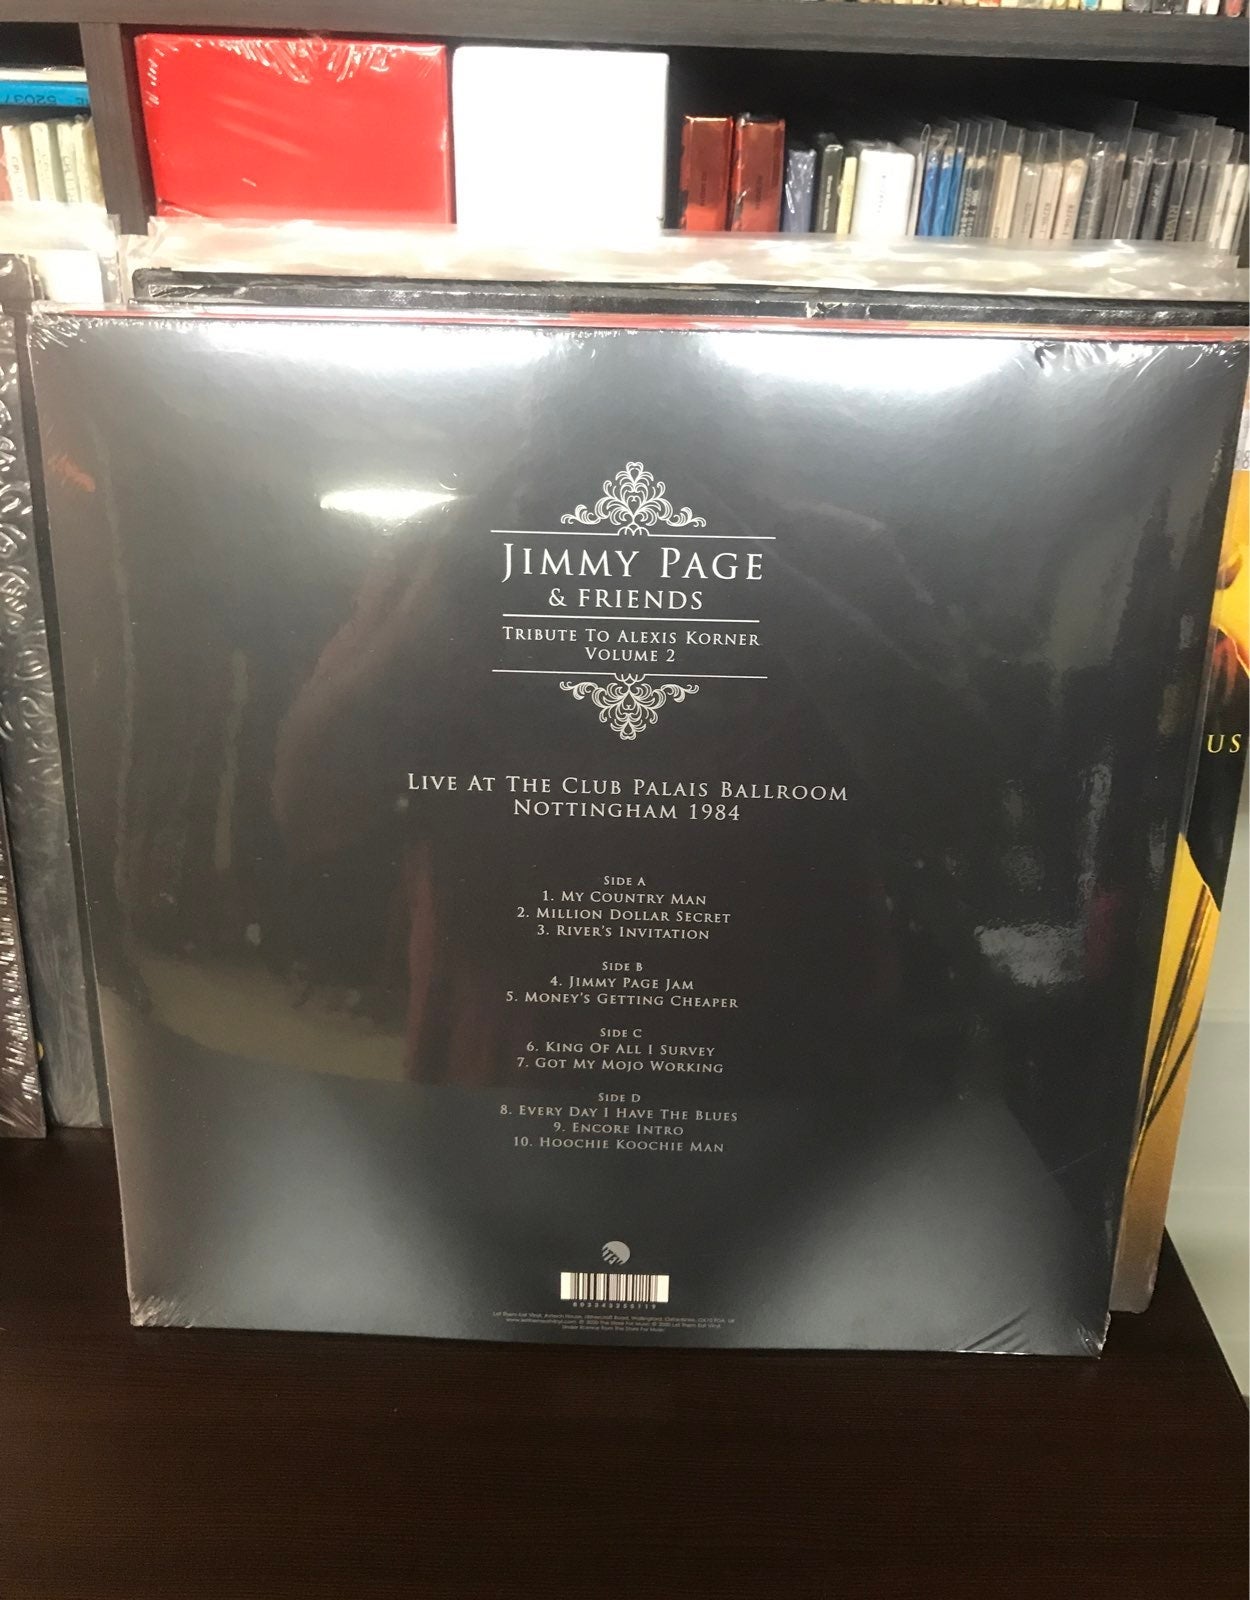 JIMMY PAGE
& FRIENDS
TRIBUTE TO ALEXIS KORNER
VOLUME 2
LIVE AT THE CLUB PALAIS BALLROOM
NOTTINGHAM 1984
SIDE A
1. MY COUNTRY MAN
2. MILLION DOLLAR SECRET
3. RIVER'S INVITATION
SIDE B
4. JIMMY PAGE JAM
5. MONEY'S GETTING CHEAPER
SIDE C
6. KING OF ALL I SURVEY
7. GOT MY MOJO WORKING
SIDE D
8. EVERY DAY I HAVE THE BLUES
9. ENCORE INTRO
10. HOOCHIE KOOCHIE MAN
US